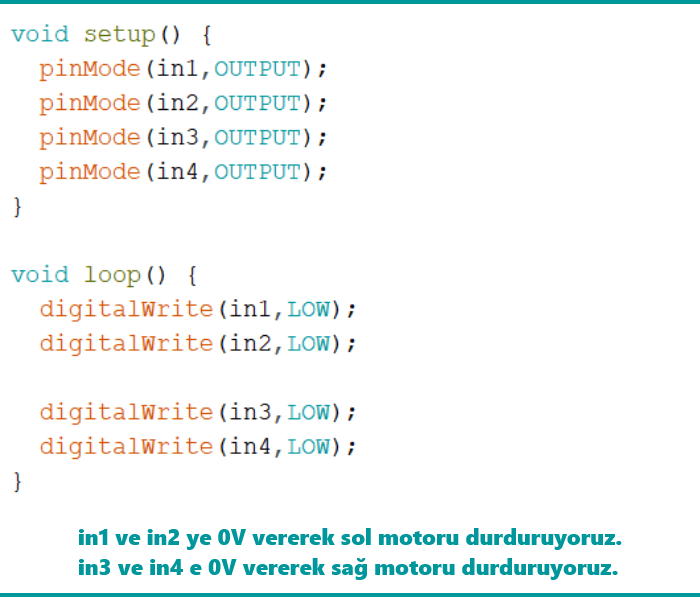 void setup() {
  pinMode(in1,OUTPUT);
  pinMode(in2,OUTPUT);
  pinMode(in3,OUTPUT);
  pinMode(in4,OUTPUT);
}

void loop() {
  digitalWrite(in1,LOW);
  digitalWrite(in2,LOW);

  digitalWrite(in3,LOW);
  digitalWrite(in4,LOW);
}
in1 ve in2 ye 0V vererek sol motoru durduruyoruz.
in3 ve in4 e 0V vererek sağ motoru durduruyoruz.